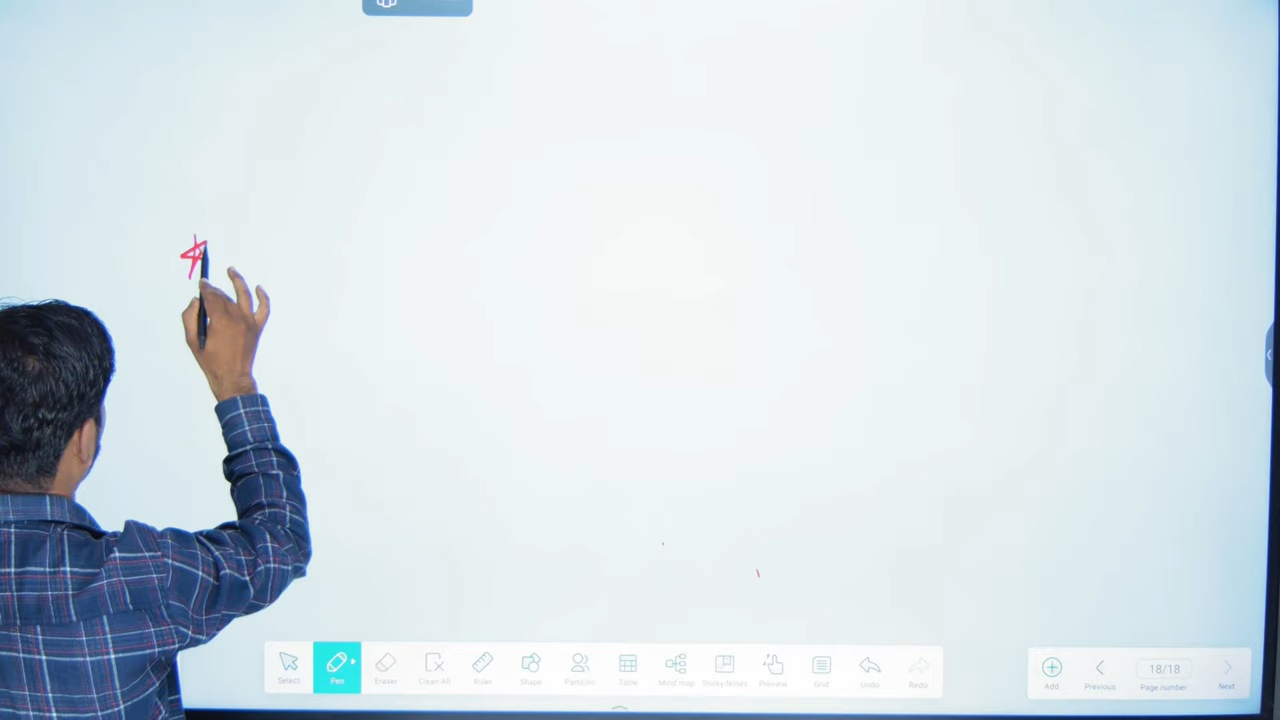 Select Pen Eraser Clean All Ruler Shape Partition Table Mind map Sticky Notes Preview Grid Undo Redo
Add Previous 18/18 Page number Next